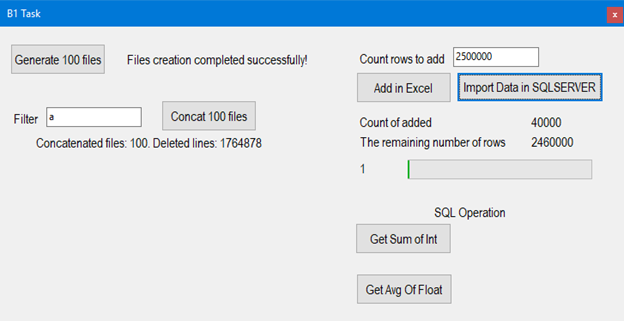 B1 Task
x
Generate 100 files
Files creation completed successfully!
Filter
a
Concat 100 files
Concatenated files: 100. Deleted lines: 1764878
Count rows to add
2500000
Add in Excel
Import Data in SQLSERVER
Count of added
40000
The remaining number of rows
2460000
1
SQL Operation
Get Sum of Int
Get Avg Of Float